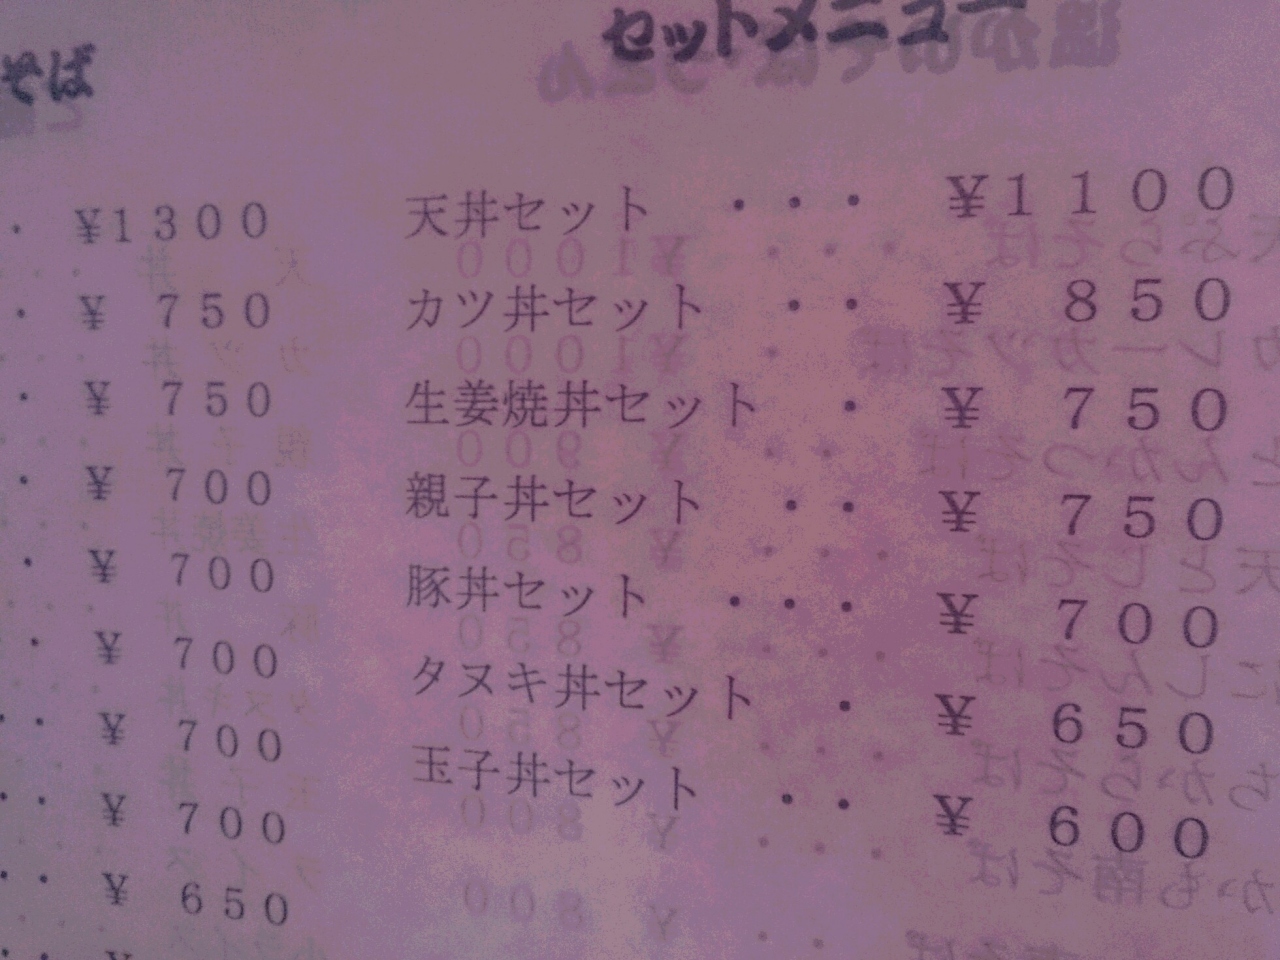 そば
¥1300
¥ 750
¥ 750
¥ 700
¥ 700
¥ 700
¥ 700
¥ 700
¥ 650
セットメニュー
天丼セット ・・・ ¥1100
カツ丼セット ・・ ¥ 850
生姜焼丼セット ・ ¥ 750
親子丼セット ・・ ¥ 750
豚丼セット ・・・ ¥ 700
タヌキ丼セット ・ ¥ 650
玉子丼セット ・・ ¥ 600